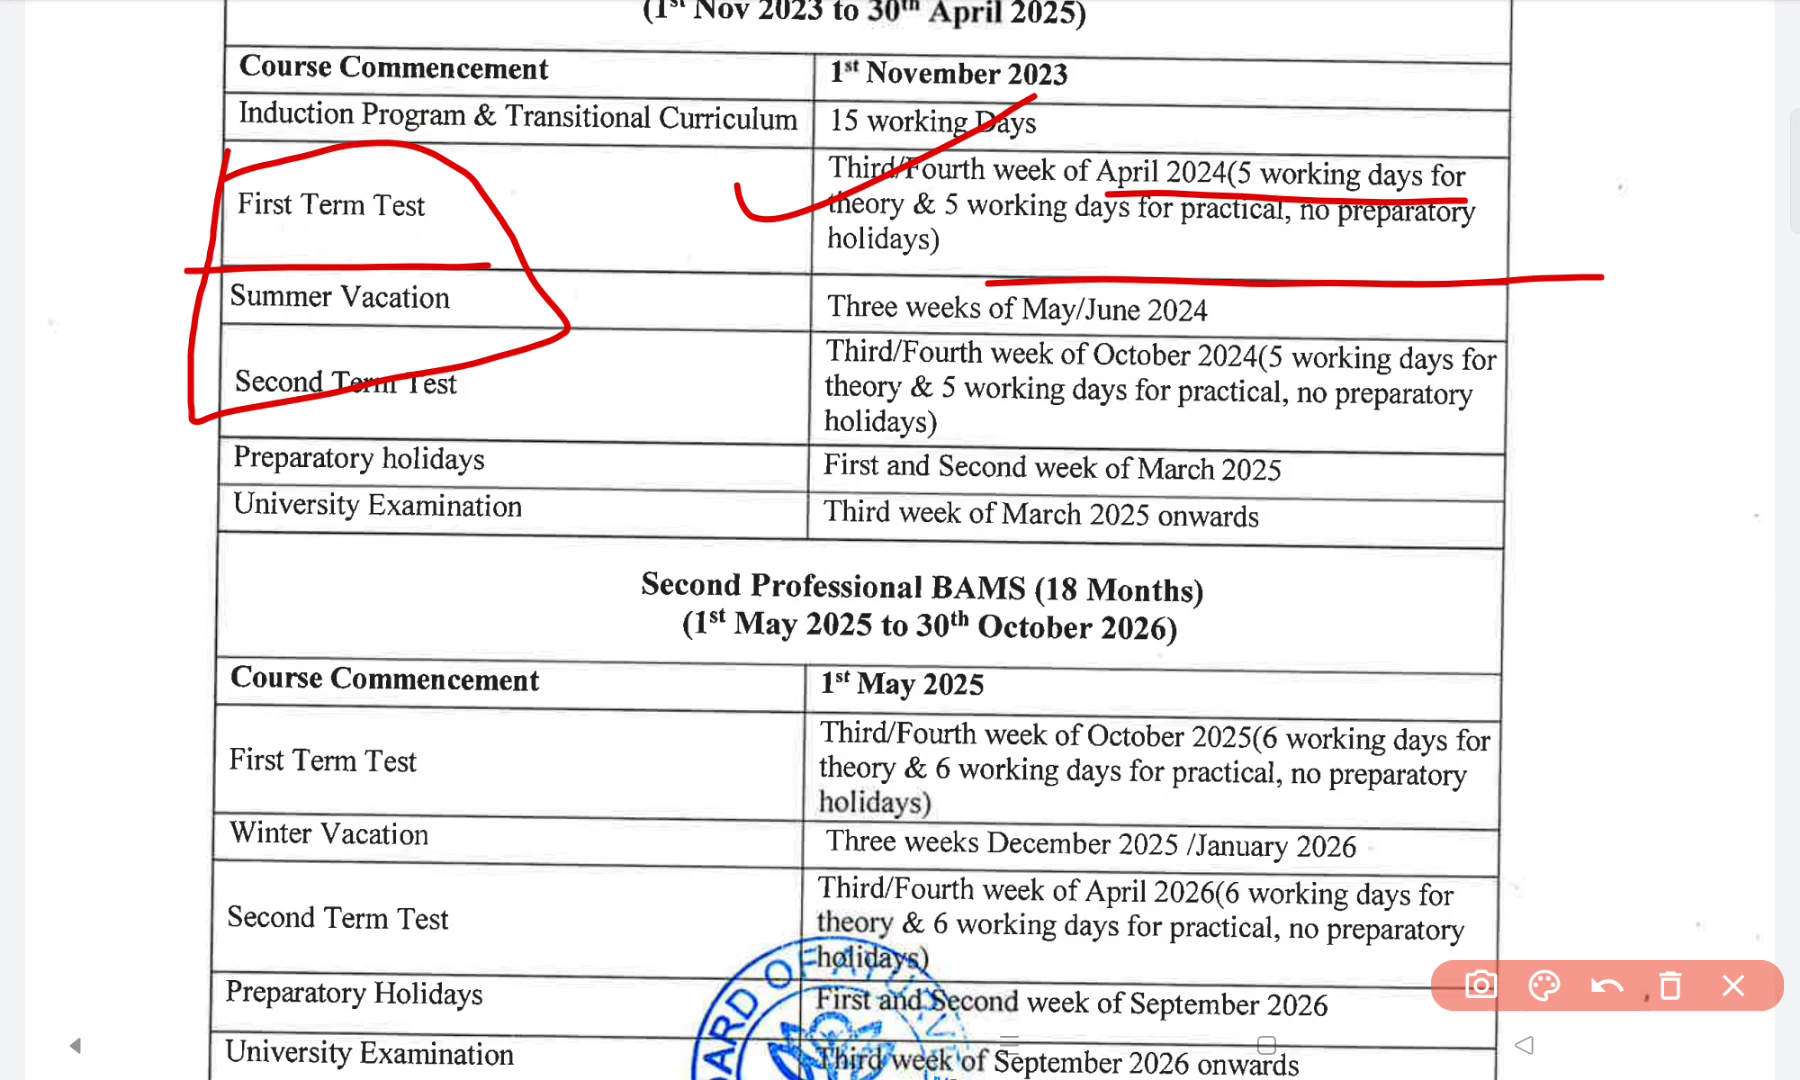 (1st Nov 2023 to 30th April 2025)
Course Commencement
1st November 2023
Induction Program & Transitional Curriculum
15 working Days
First Term Test
Third/Fourth week of April 2024(5 working days for
theory & 5 working days for practical, no preparatory
holidays)
Summer Vacation
Three weeks of May/June 2024
Second Term Test
Third/Fourth week of October 2024(5 working days for
theory & 5 working days for practical, no preparatory
holidays)
Preparatory holidays
First and Second week of March 2025
University Examination
Third week of March 2025 onwards
Second Professional BAMS (18 Months)
(1st May 2025 to 30th October 2026)
Course Commencement
1st May 2025
First Term Test
Third/Fourth week of October 2025(6 working days for
theory & 6 working days for practical, no preparatory
holidays)
Winter Vacation
Three weeks December 2025 /January 2026
Second Term Test
Third/Fourth week of April 2026(6 working days for
theory & 6 working days for practical, no preparatory
holidays)
Preparatory Holidays
First and Second week of September 2026
University Examination
Third week of September 2026 onwards